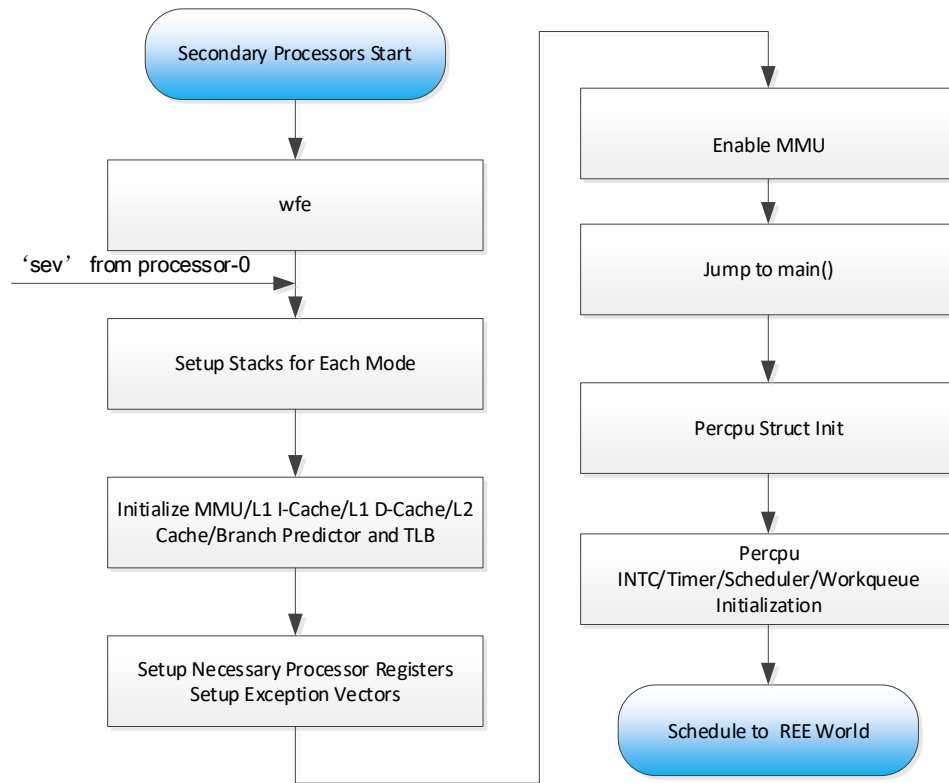 Secondary Processors Start
wfe
‘sev’ from processor-0
Setup Stacks for Each Mode
Initialize MMU/L1 I-Cache/L1 D-Cache/L2
Cache/Branch Predictor and TLB
Setup Necessary Processor Registers
Setup Exception Vectors
Enable MMU
Jump to main()
Percpu Struct Init
Percpu
INTC/Timer/Scheduler/Workqueue
Initialization
Schedule to REE World